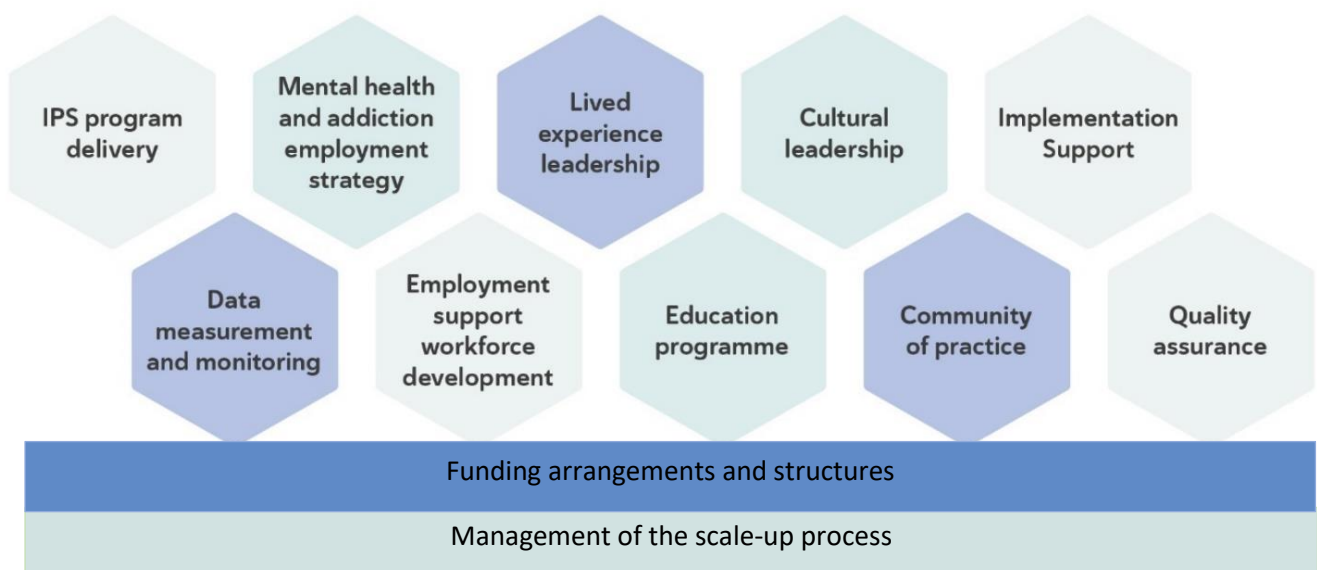 IPS program
delivery
Mental health
and addiction
employment
strategy
Lived
experience
leadership
Cultural
leadership
Implementation
Support
Data
measurement
and monitoring
Employment
support
workforce
development
Education
programme
Community
of practice
Quality
assurance
Funding arrangements and structures
Management of the scale-up process